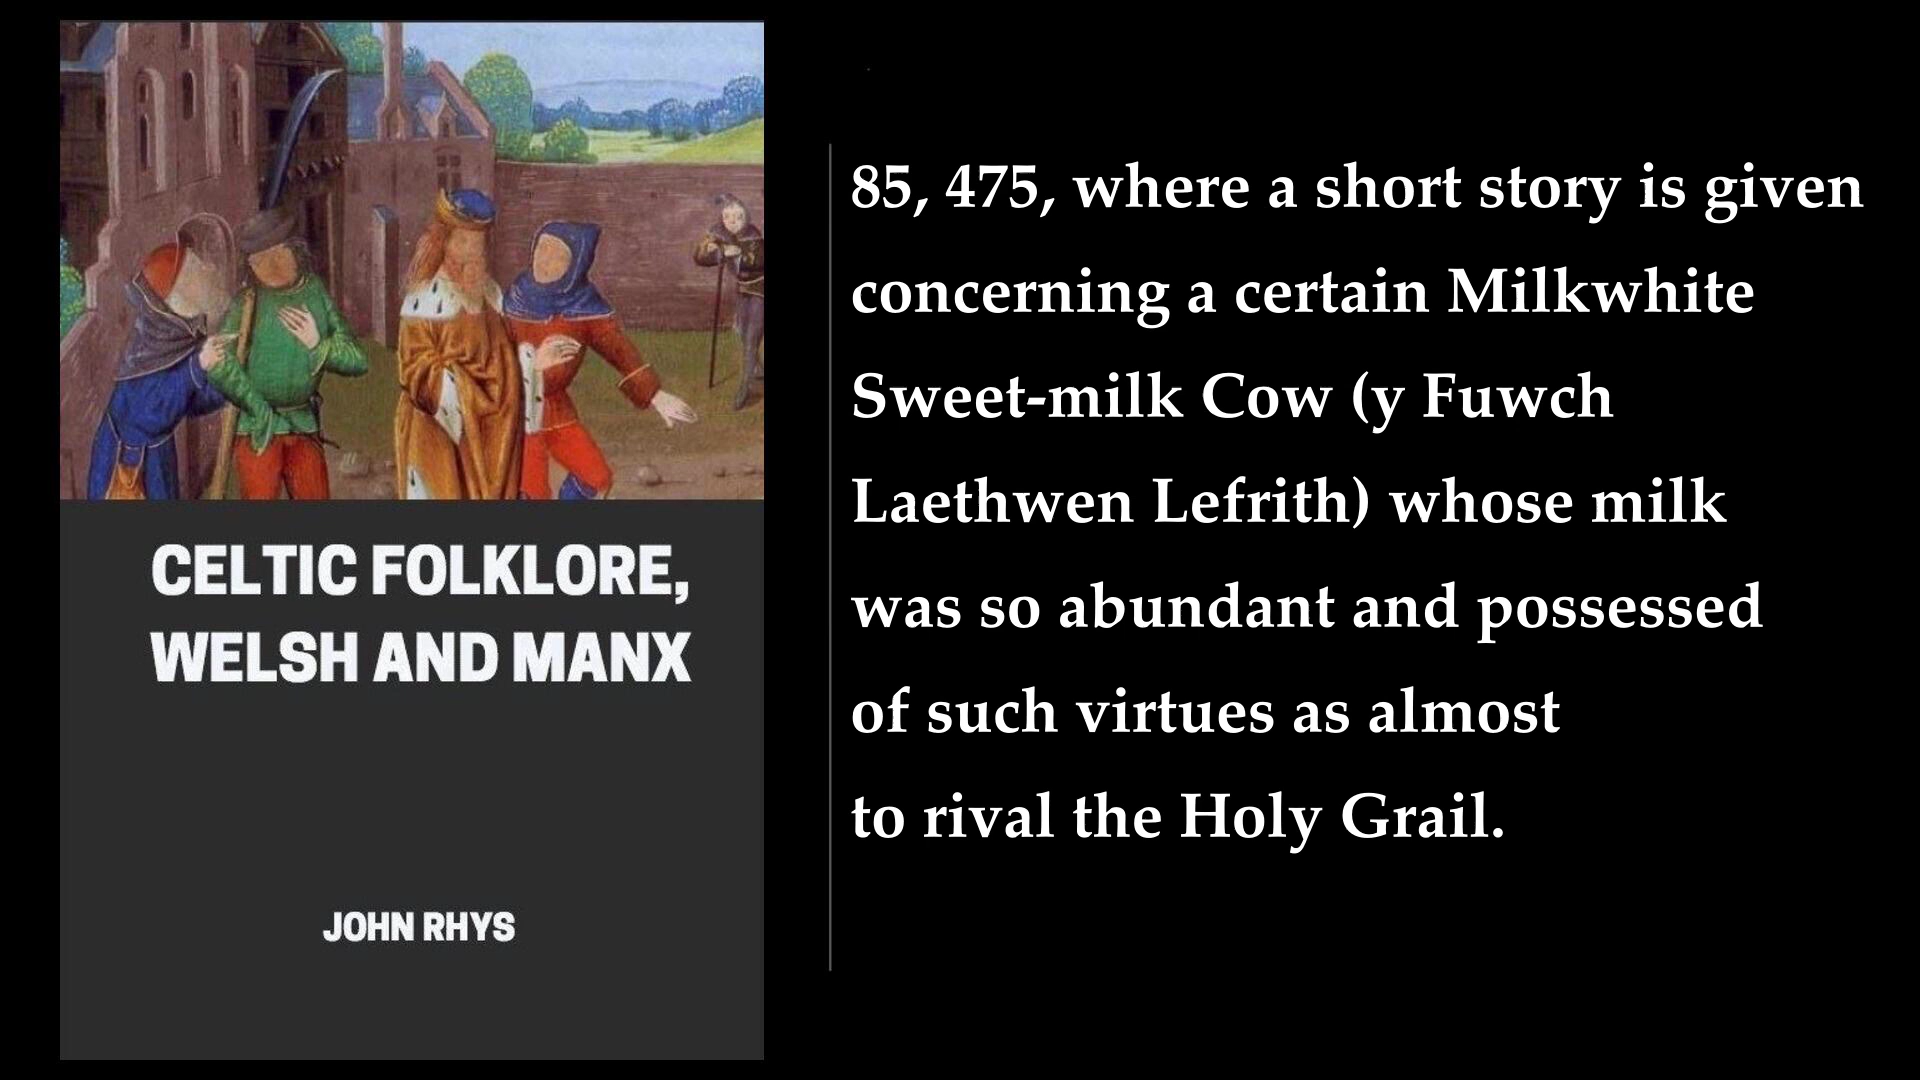 CELTIC FOLKLORE,
WELSH AND MANX
JOHN RHYS
85, 475, where a short story is given
concerning a certain Milkwhite
Sweet-milk Cow (y Fuwch
Laethwen Lefrith) whose milk
was so abundant and possessed
of such virtues as almost
to rival the Holy Grail.